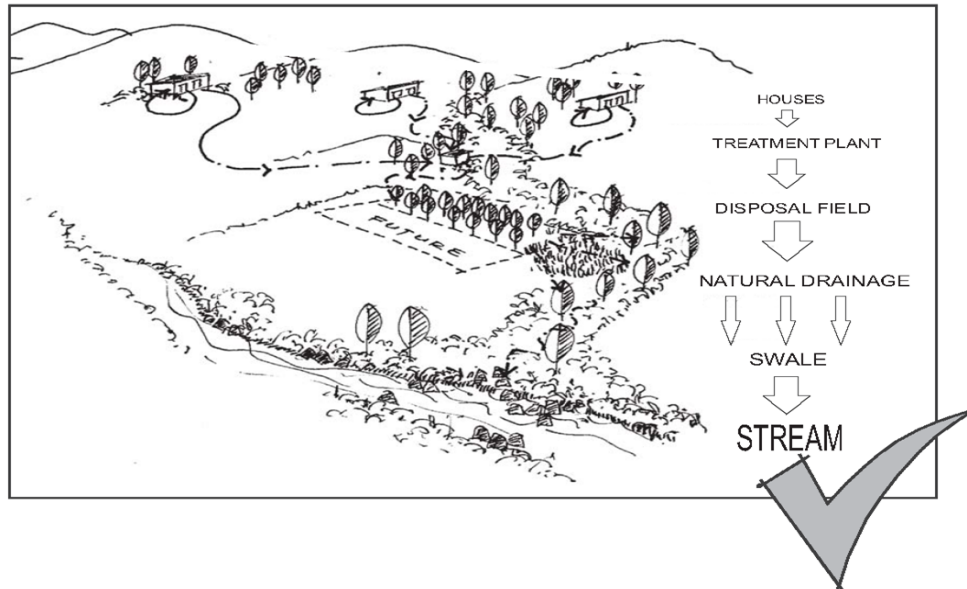 FUTURE
HOUSES
TREATMENT PLANT
DISPOSAL FIELD
NATURAL DRAINAGE
SWALE
STREAM